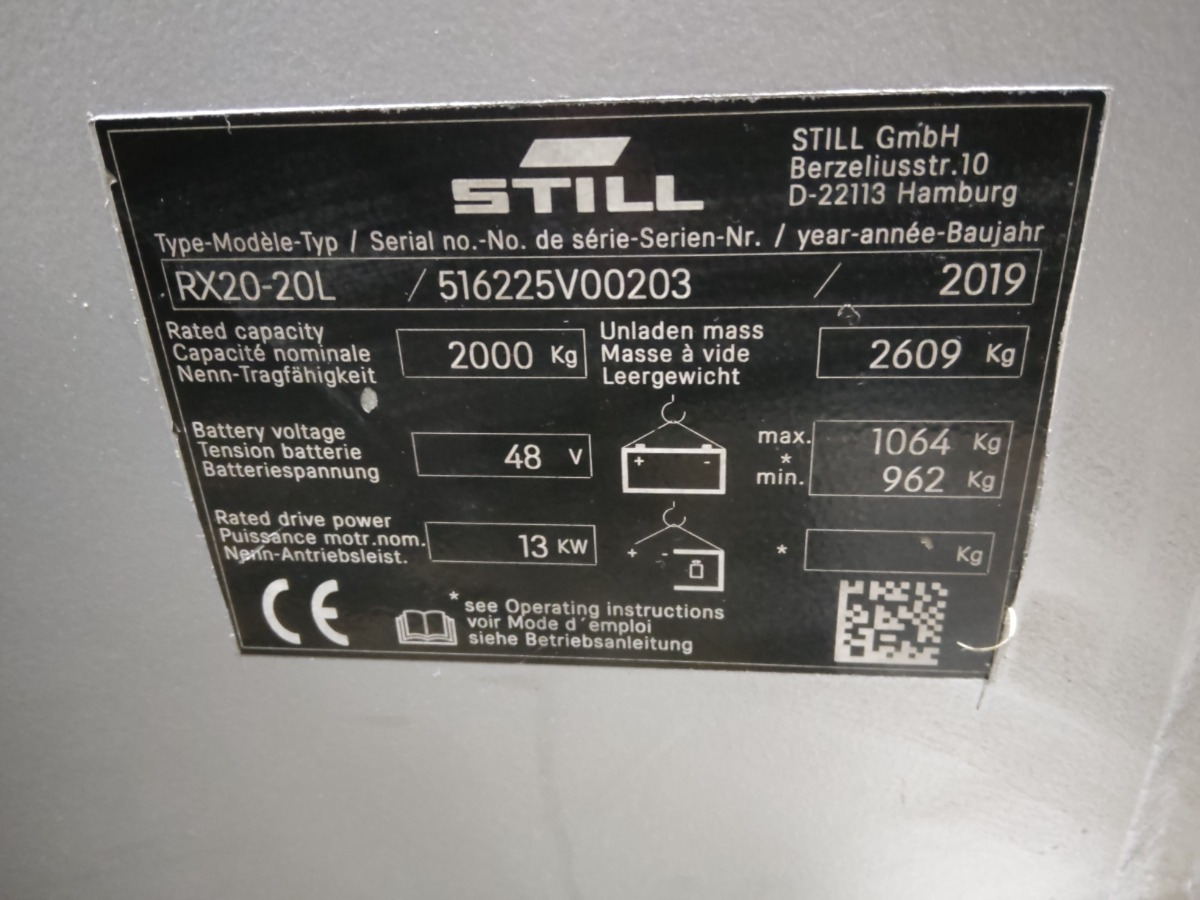 STILL
STILL GmbH
Berzeliusstr.10
D-22113 Hamburg
Type-Modèle-Typ / Serial no.-No. de série-Serien-Nr. / year-année-Baujahr
RX20-20L / 516225V00203 / 2019
Rated capacity
Capacité nominale
Nenn-Tragfähigkeit
2000 Kg
Unladen mass
Masse à vide
Leergewicht
2609 Kg
Battery voltage
Tension batterie
Batteriespannung
48 V
+ -
max. 1064 Kg
*
min. 962 Kg
Rated drive power
Puissance motr.nom.
Nenn-Antriebsleist.
13 KW
+ -
* Kg
CE
* see Operating instructions
voir Mode d´emploi
siehe Betriebsanleitung